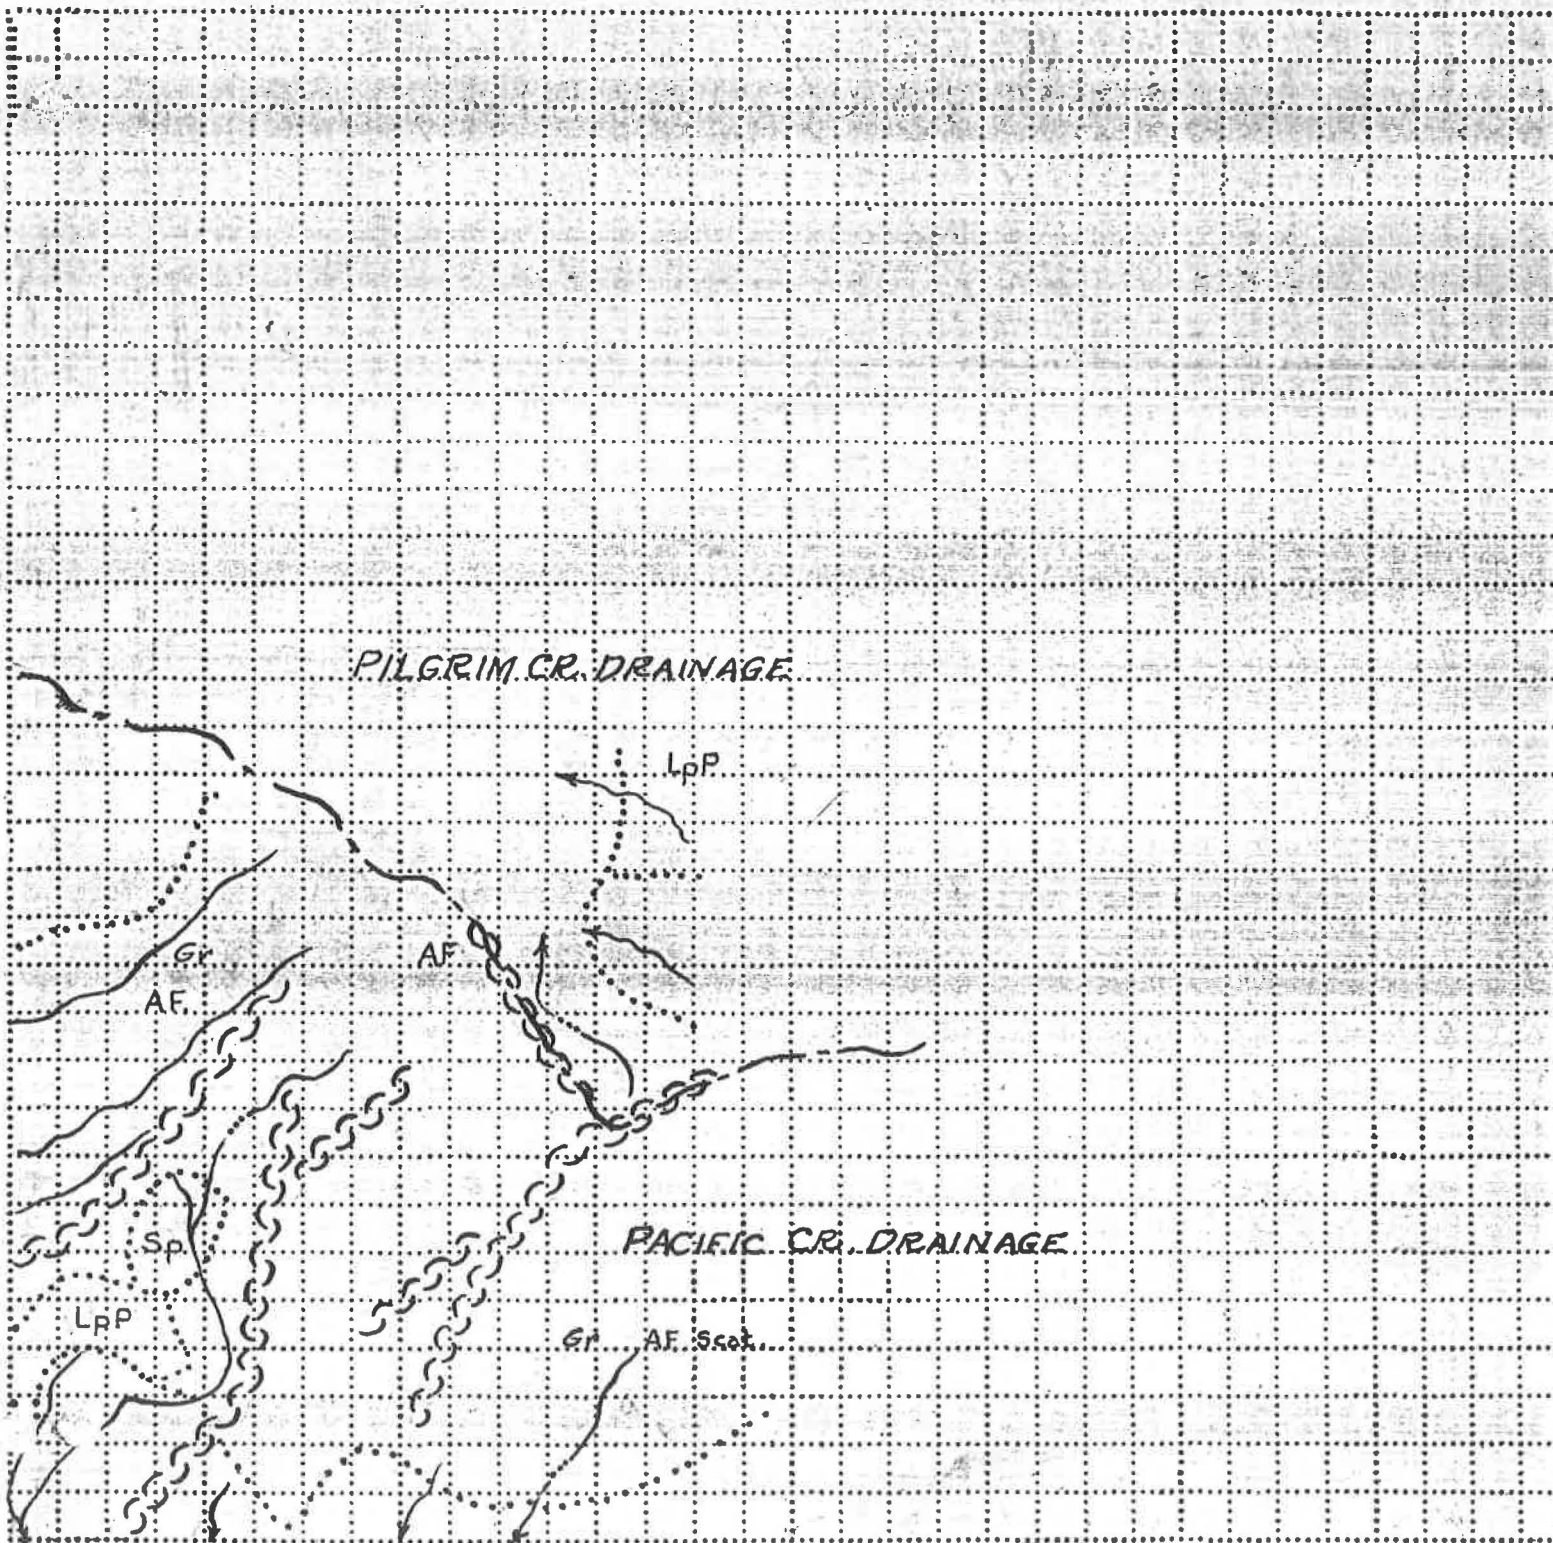 PILGRIM CR. DRAINAGE
LpP
Gr
AF
AF
Sp
PACIFIC CR. DRAINAGE
LpP
Gr AF Scat.